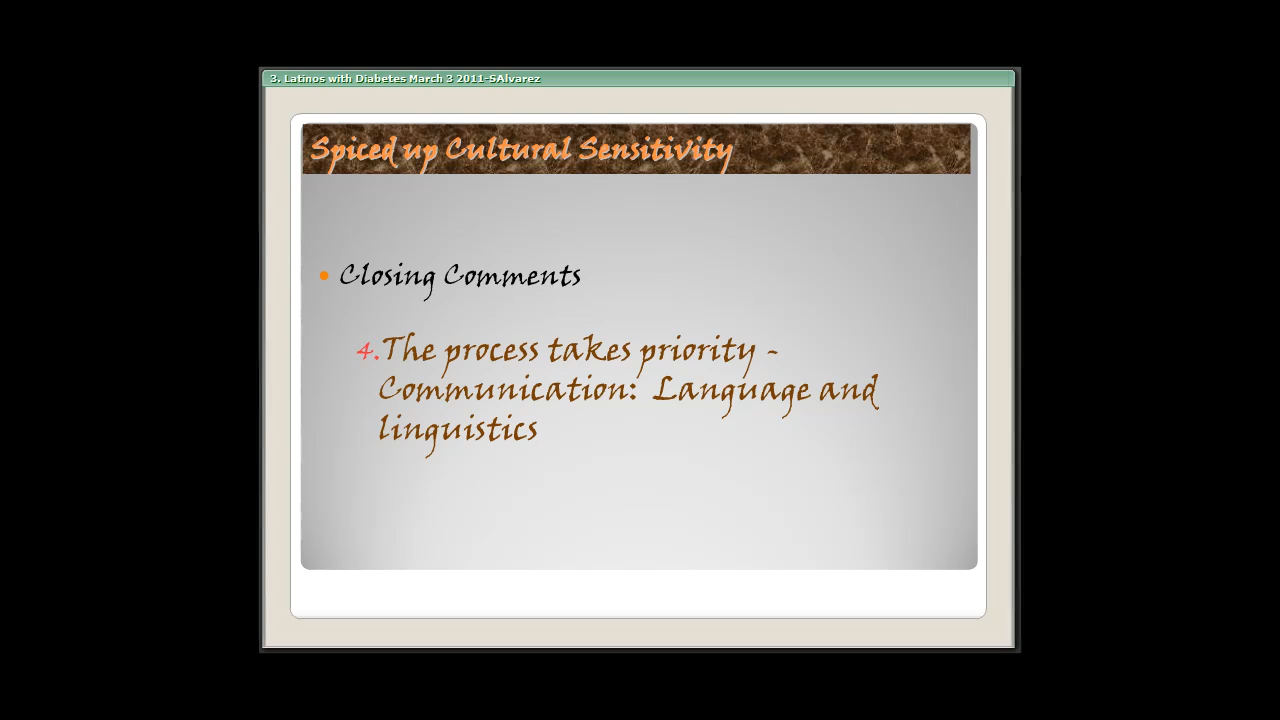 3. Latinos with Diabetes March 3 2011-SAlvarez
Spiced up Cultural Sensitivity
• Closing Comments
4.The process takes priority -
Communication: Language and
linguistics